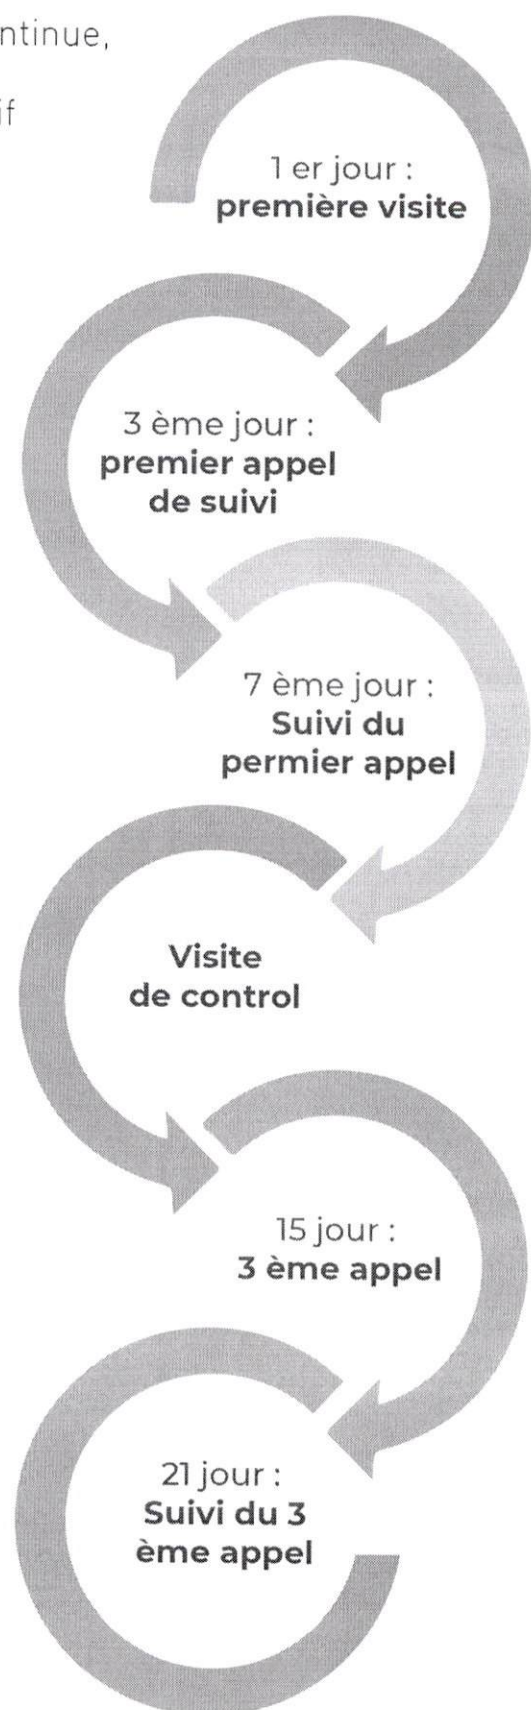 ntinue,
if
1 er jour :
première visite
3 ème jour :
premier appel
de suivi
7 ème jour :
Suivi du
permier appel
Visite
de control
15 jour :
3 ème appel
21 jour :
Suivi du 3
ème appel